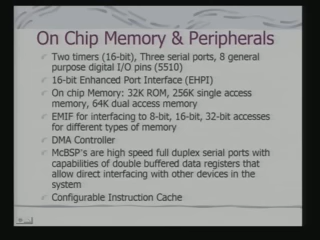 On Chip Memory & Peripherals
Two timers (16-bit), Three serial ports, 8 general
purpose digital I/O pins (5510)
16-bit Enhanced Port Interface (EHPI)
On chip Memory: 32K ROM, 256K single access
memory, 64K dual access memory
EMIF for interfacing to 8-bit, 16-bit, 32-bit accesses
for different types of memory
DMA Controller
McBSP's are high speed full duplex serial ports with
capabilities of double buffered data registers that
allow direct interfacing with other devices in the
system
Configurable Instruction Cache